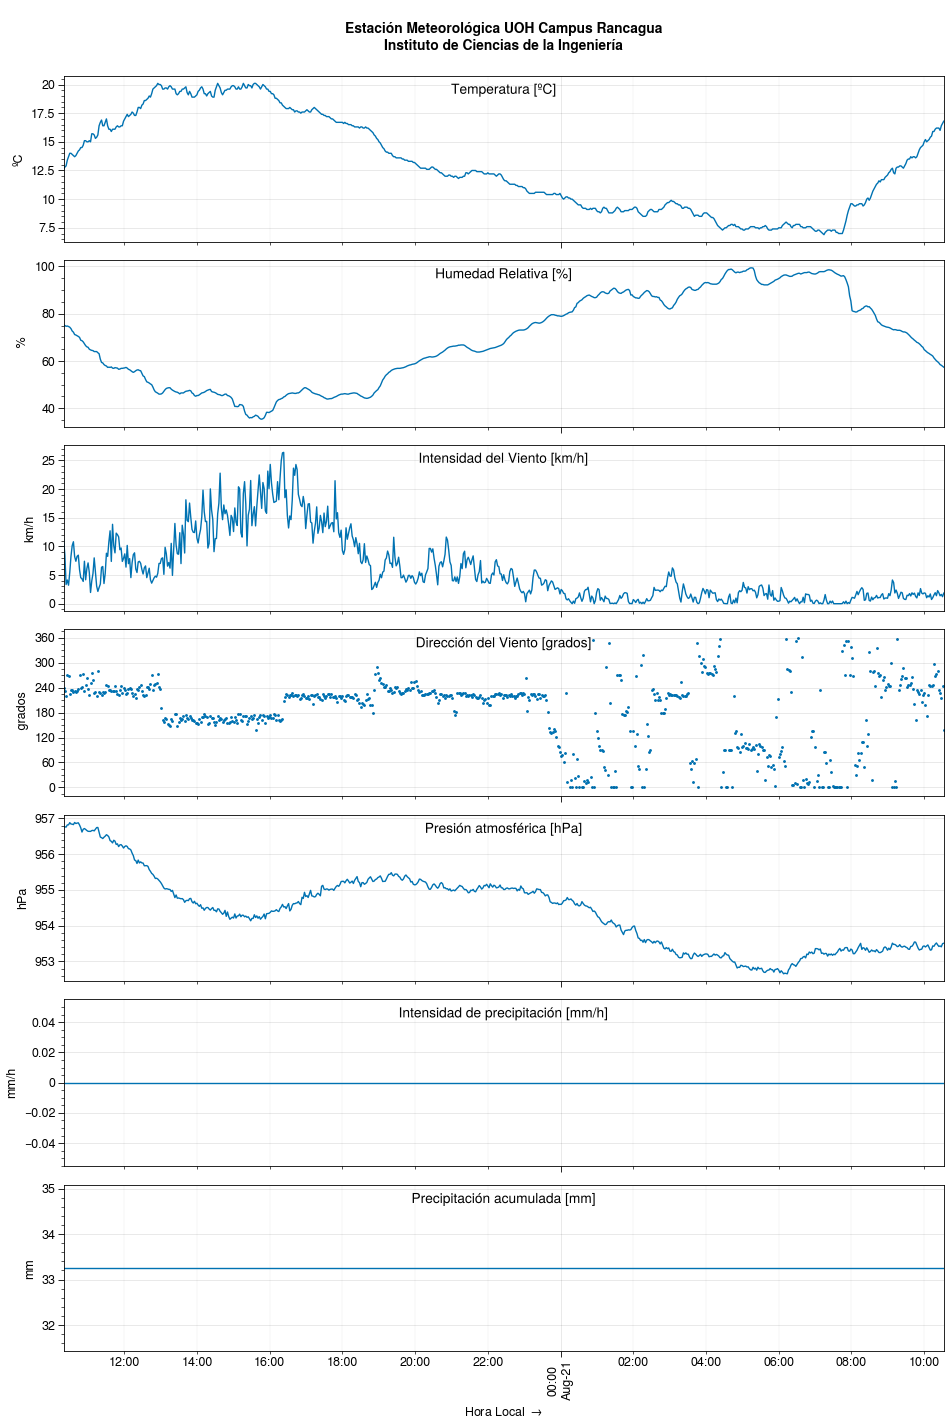 Estación Meteorológica UOH Campus Rancagua
Instituto de Ciencias de la Ingeniería
Temperatura [ºC]
ºC
20
17.5
15
12.5
10
7.5
Humedad Relativa [%]
%
100
80
60
40
Intensidad del Viento [km/h]
km/h
25
20
15
10
5
0
Dirección del Viento [grados]
grados
360
300
240
180
120
60
0
Presión atmosférica [hPa]
hPa
957
956
955
954
953
Intensidad de precipitación [mm/h]
mm/h
0.04
0.02
0
−0.02
−0.04
Precipitación acumulada [mm]
mm
35
34
33
32
12:00 14:00 16:00 18:00 20:00 22:00 00:00 02:00 04:00 06:00 08:00 10:00
Aug-21
Hora Local →